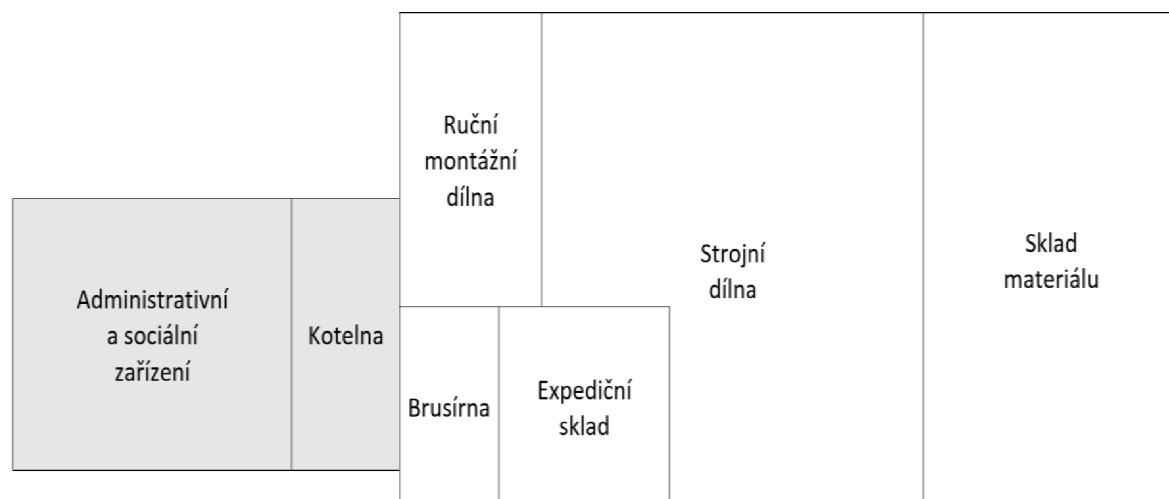 Ruční
montážní
dílna
Strojní
dílna
Sklad
materiálu
Administrativní
a sociální
zařízení
Kotelna
Brusírna
Expediční
sklad